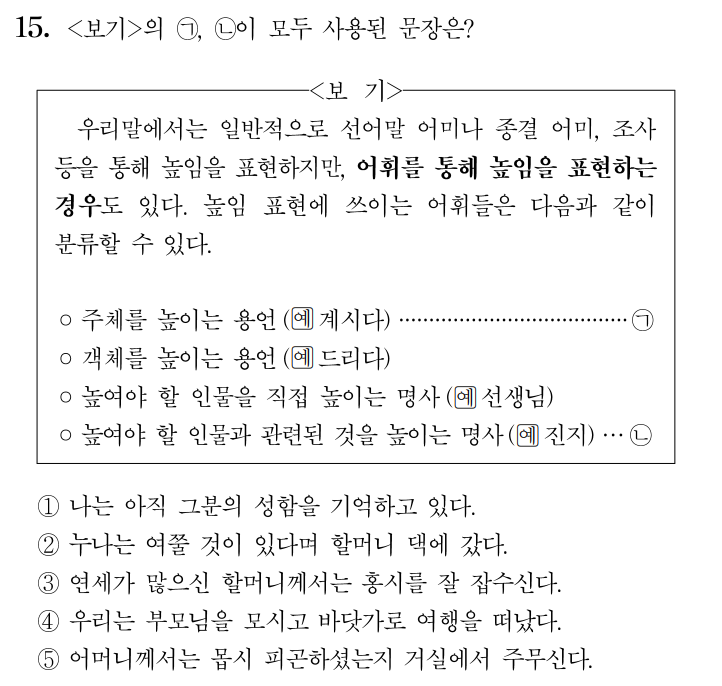 15. <보기>의 ㉠, ㉡이 모두 사용된 문장은?
<보 기>
우리말에서는 일반적으로 선어말 어미나 종결 어미, 조사
등을 통해 높임을 표현하지만, 어휘를 통해 높임을 표현하는
경우도 있다. 높임 표현에 쓰이는 어휘들은 다음과 같이
분류할 수 있다.
○ 주체를 높이는 용언 (예 계시다) ······································ ㉠
○ 객체를 높이는 용언 (예 드리다)
○ 높여야 할 인물을 직접 높이는 명사 (예 선생님)
○ 높여야 할 인물과 관련된 것을 높이는 명사 (예 진지) ··· ㉡
① 나는 아직 그분의 성함을 기억하고 있다.
② 누나는 여쭐 것이 있다며 할머니 댁에 갔다.
③ 연세가 많으신 할머니께서는 홍시를 잘 잡수신다.
④ 우리는 부모님을 모시고 바닷가로 여행을 떠났다.
⑤ 어머니께서는 몹시 피곤하셨는지 거실에서 주무신다.